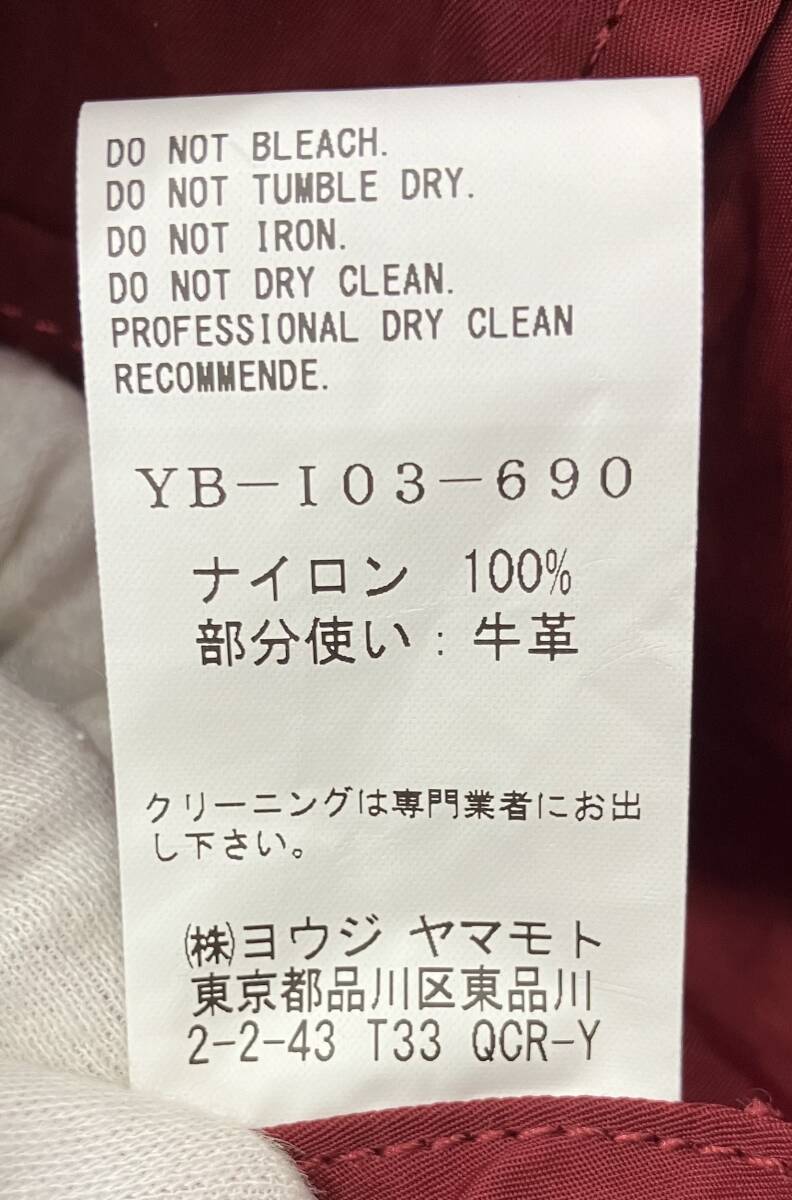 DO NOT BLEACH.
DO NOT TUMBLE DRY.
DO NOT IRON.
DO NOT DRY CLEAN.
PROFESSIONAL DRY CLEAN
RECOMMENDE.
YB-I03-690
ナイロン 100%
部分使い:牛革
クリーニングは専門業者にお出
し下さい。
㈱ヨウジ ヤマモト
東京都品川区東品川
2-2-43 T33 QCR-Y